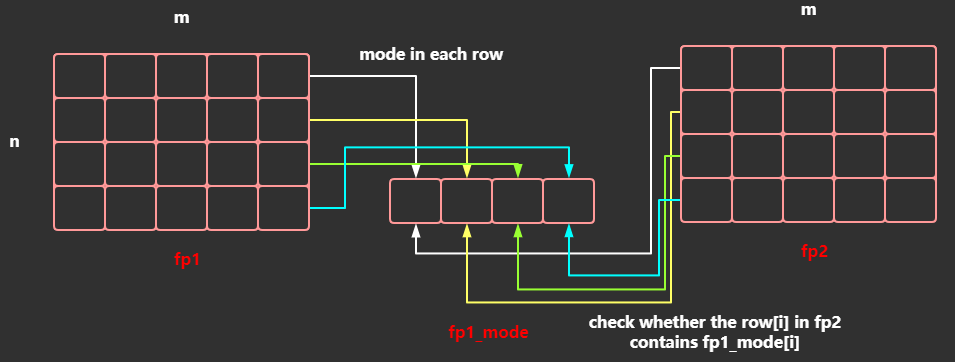 m
m
mode in each row
n
fp1
fp2
fp1_mode
check whether the row[i] in fp2
contains fp1_mode[i]